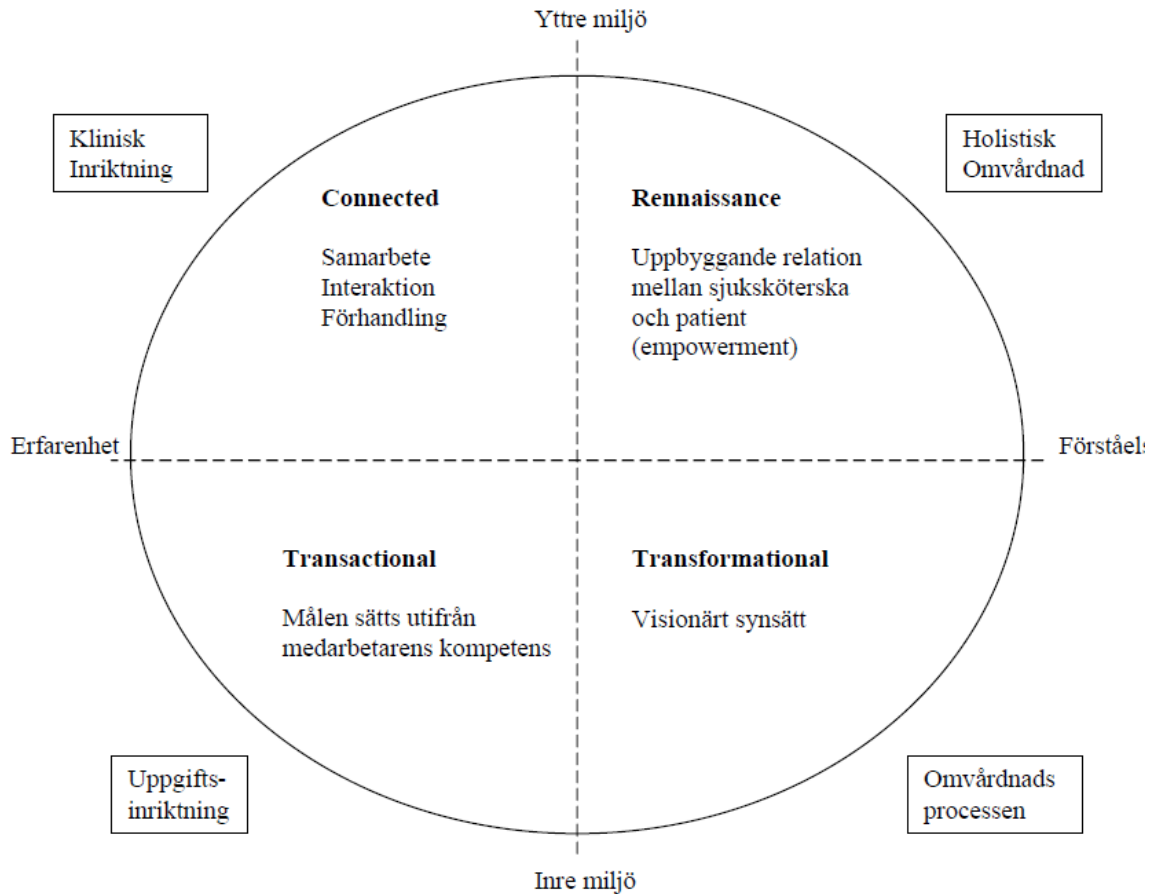 Yttre miljö
Klinisk
Inriktning
Holistisk
Omvårdnad
Connected
Samarbete
Interaktion
Förhandling
Rennaissance
Uppbyggande relation
mellan sjuksköterska
och patient
(empowerment)
Erfarenhet
Förståels
Transactional
Målen sätts utifrån
medarbetarens kompetens
Transformational
Visionärt synsätt
Uppgifts-
inriktning
Omvårdnads
processen
Inre miljö